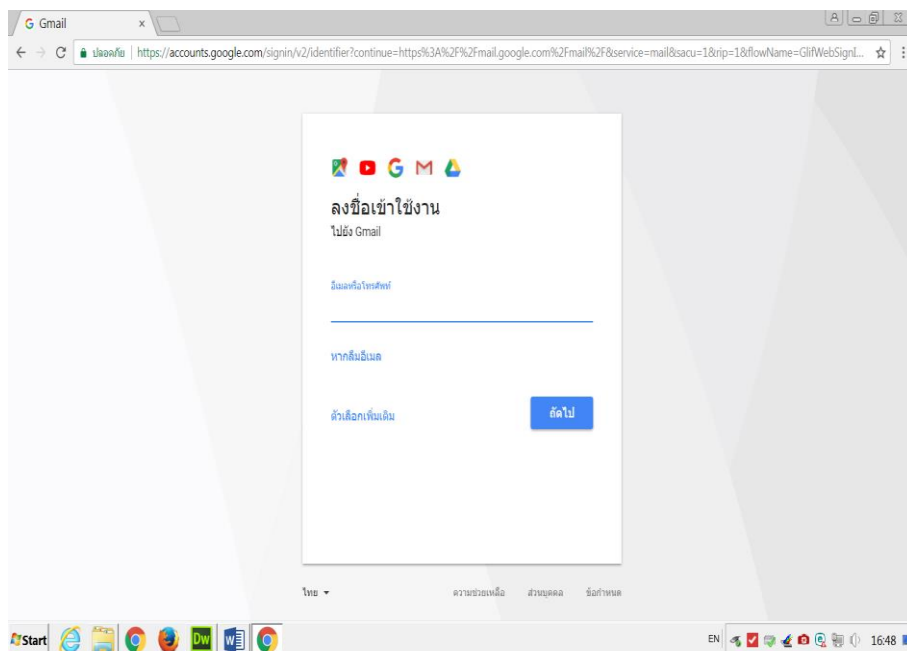 Gmail
ปลอดภัย https://accounts.google.com/signin/v2/identifier?continue=https%3A%2F%2Fmail.google.com%2Fmail%2F&service=mail&sacu=1&rip=1&flowName=GlifWebSignI...
ลงชื่อเข้าใช้งาน
ไปยัง Gmail
อีเมลหรือโทรศัพท์
หากลืมอีเมล
ตัวเลือกเพิ่มเติม ถัดไป
ไทย ความช่วยเหลือ ส่วนบุคคล ข้อกำหนด
Start Dw W EN 16:48